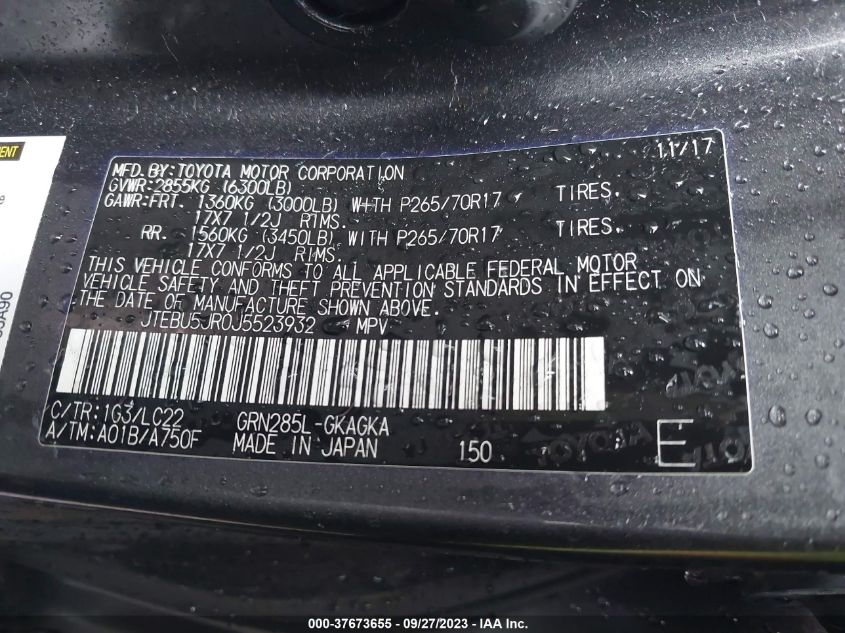 MENT
11/17
MFD. BY: TOYOTA MOTOR CORPORATION
GVWR: 2855KG (6300LB)
GAWR: FRT. 1360KG (3000LB) WITH P265/70R17 TIRES,
17X7 1/2J RIMS.
RR. 1560KG (3450LB) WITH P265/70R17 TIRES,
17X7 1/2J RIMS.
THIS VEHICLE CONFORMS TO ALL APPLICABLE FEDERAL MOTOR
VEHICLE SAFETY AND THEFT PREVENTION STANDARDS IN EFFECT ON
THE DATE OF MANUFACTURE SHOWN ABOVE.
JTEBU5JR0J5523932 MPV
C/TR: 1G3/LC22 GRN285L-GKAGKA
A/TM: A01B/A750F MADE IN JAPAN 150 E
000-37673655 - 09/27/2023 - IAA Inc.